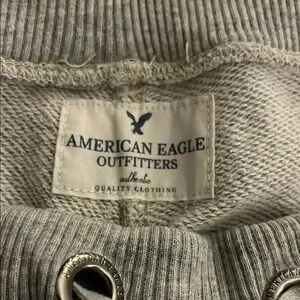 AMERICAN EAGLE
OUTFITTERS
authentic
QUALITY CLOTHING